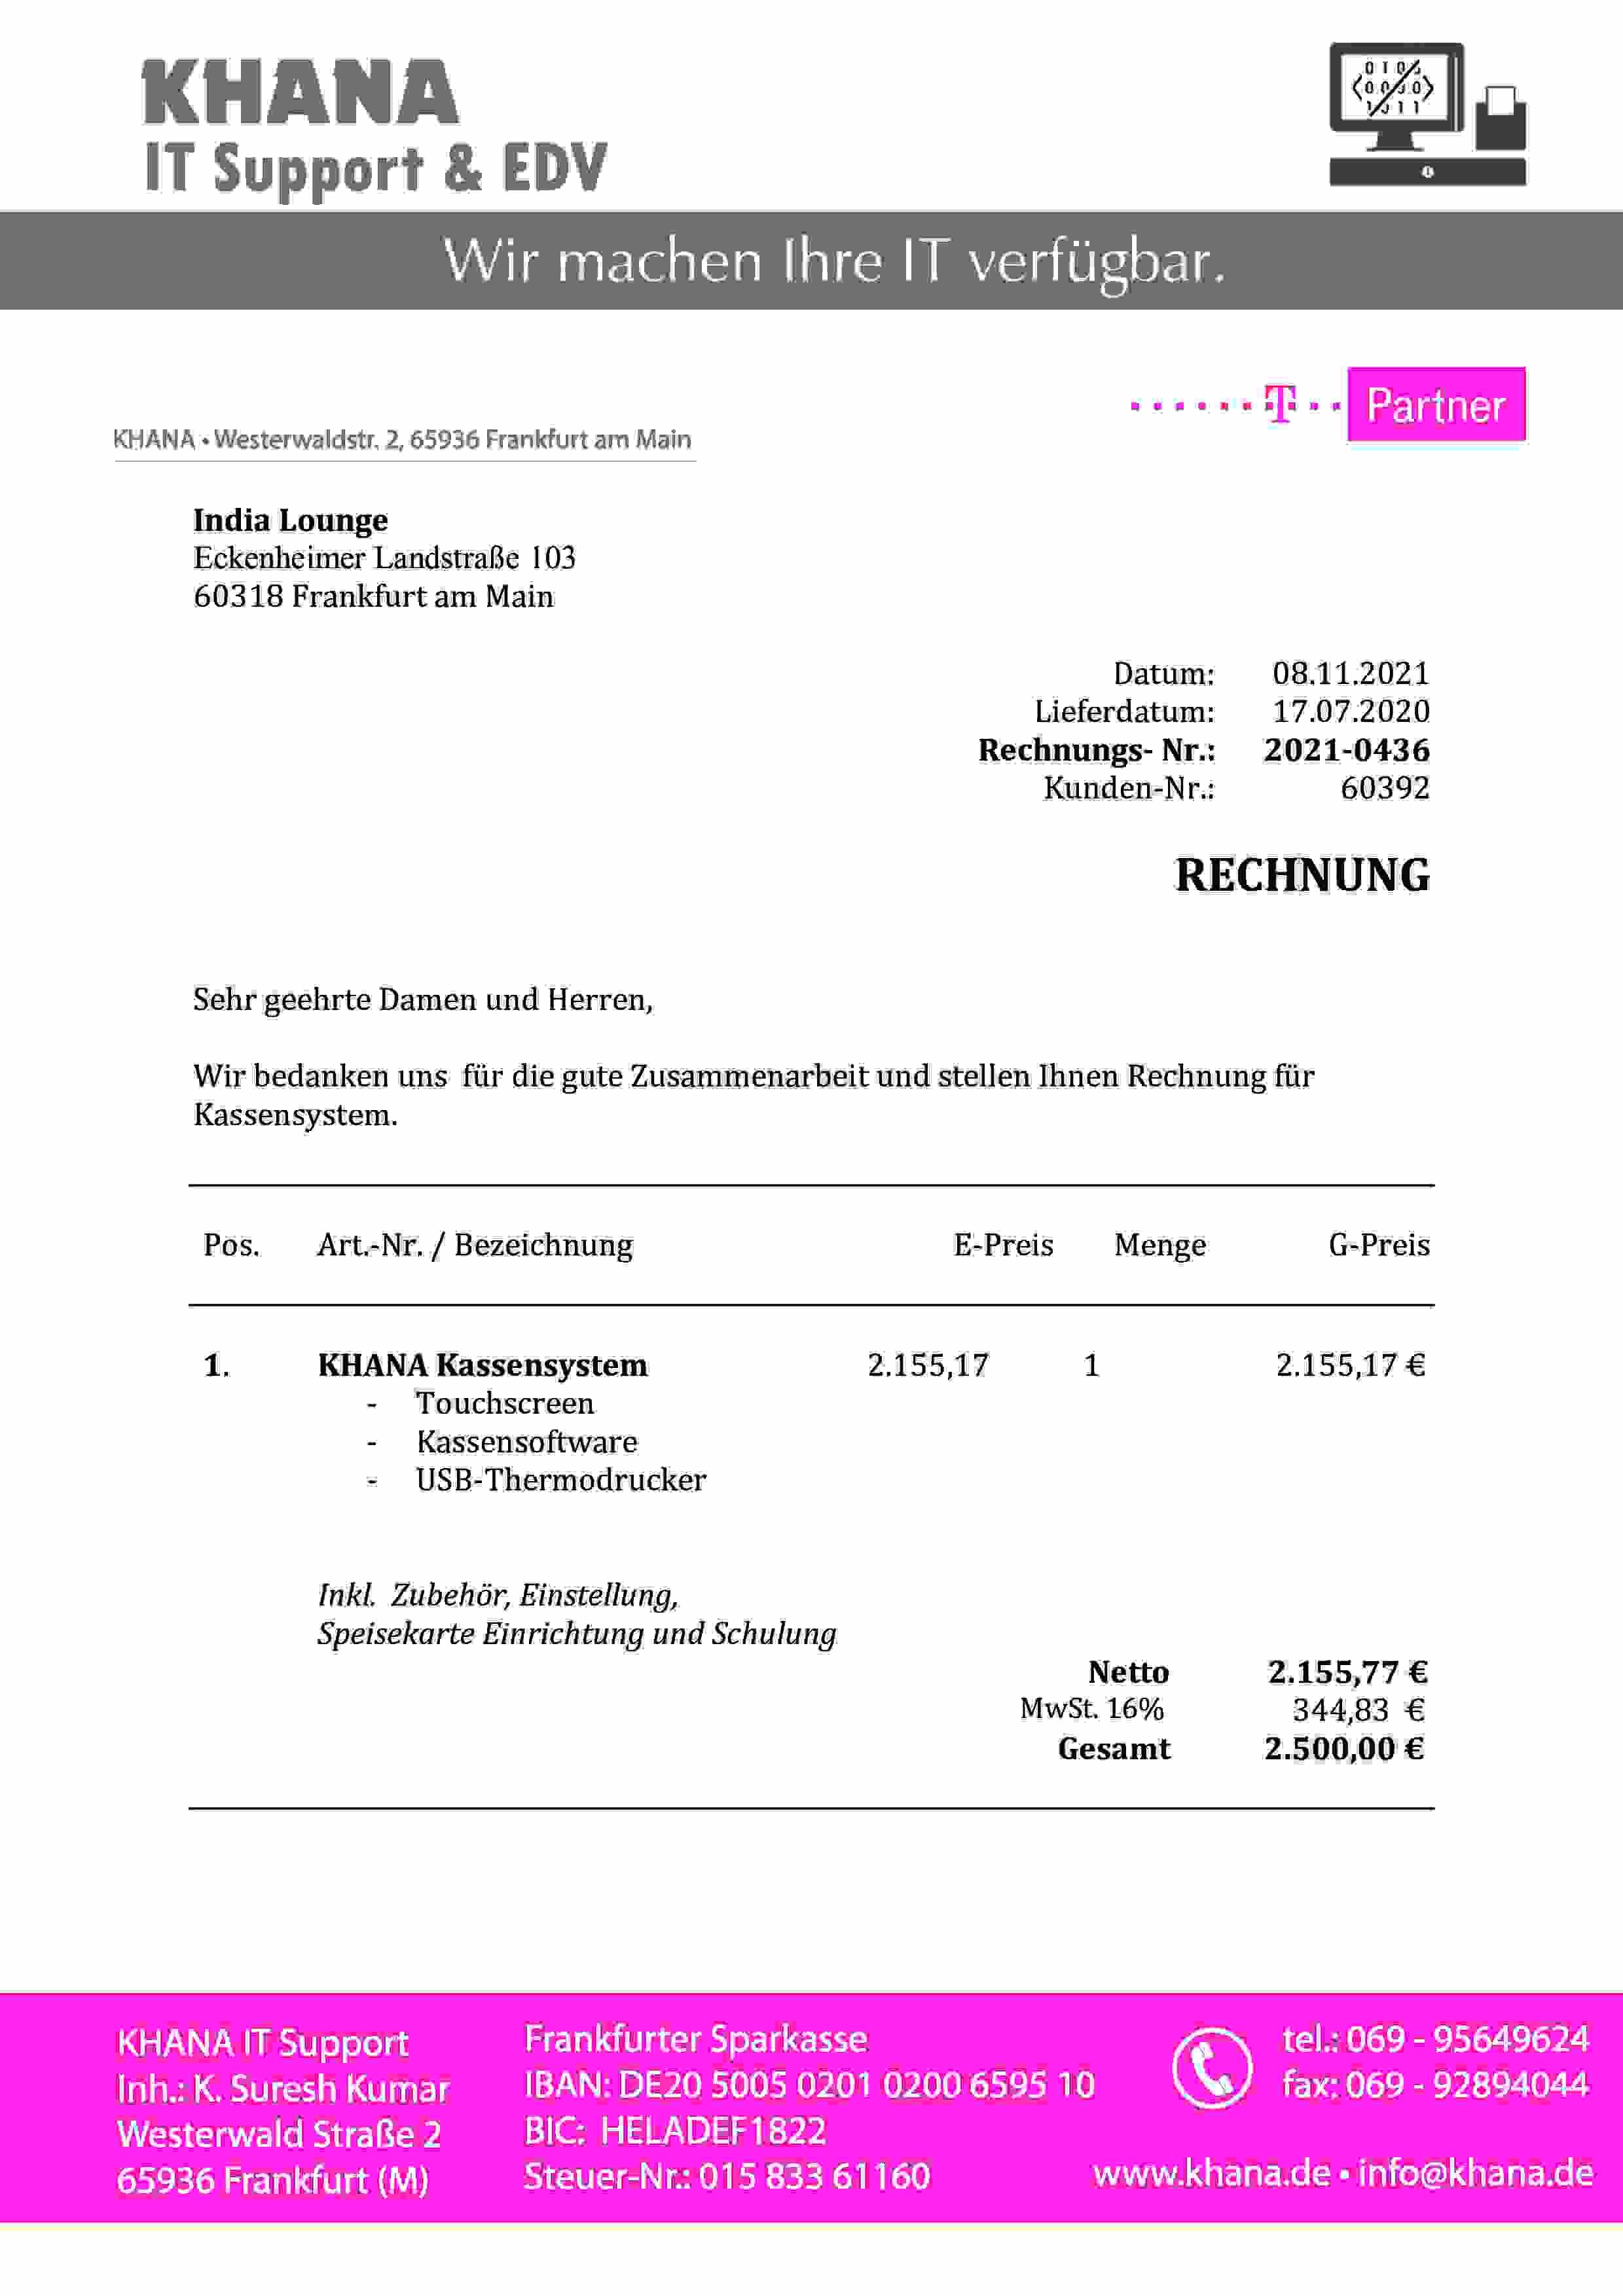 KHANA
IT Support & EDV
Wir machen Ihre IT verfügbar.
T Partner
KHANA • Westerwaldstr. 2, 65936 Frankfurt am Main
India Lounge
Eckenheimer Landstraße 103
60318 Frankfurt am Main
Datum: 08.11.2021
Lieferdatum: 17.07.2020
Rechnungs- Nr.: 2021-0436
Kunden-Nr.: 60392
RECHNUNG
Sehr geehrte Damen und Herren,
Wir bedanken uns für die gute Zusammenarbeit und stellen Ihnen Rechnung für
Kassensystem.
Pos. Art.-Nr. / Bezeichnung E-Preis Menge G-Preis
1. KHANA Kassensystem 2.155,17 1 2.155,17 €
- Touchscreen
- Kassensoftware
- USB-Thermodrucker
Inkl. Zubehör, Einstellung,
Speisekarte Einrichtung und Schulung
Netto 2.155,77 €
MwSt. 16% 344,83 €
Gesamt 2.500,00 €
KHANA IT Support
Inh.: K. Suresh Kumar
Westerwald Straße 2
65936 Frankfurt (M)
Frankfurter Sparkasse
IBAN: DE20 5005 0201 0200 6595 10
BIC: HELADEF1822
Steuer-Nr.: 015 833 61160
tel.: 069 - 95649624
fax: 069 - 92894044
www.khana.de • info@khana.de